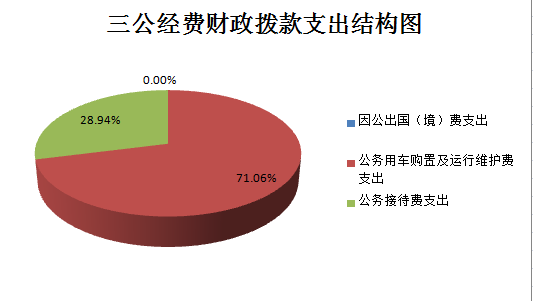 三公经费财政拨款支出结构图
0.00%
28.94%
71.06%
因公出国（境）费支出
公务用车购置及运行维护费
支出
公务接待费支出